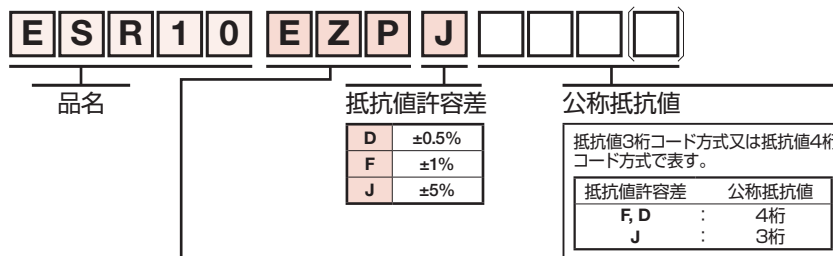 ESR10 EZP J
品名
抵抗値許容差
公称抵抗値
D ±0.5%
F ±1%
J ±5%
抵抗値3桁コード方式又は抵抗値4桁
コード方式で表す。
抵抗値許容差 公称抵抗値
F, D : 4桁
J : 3桁